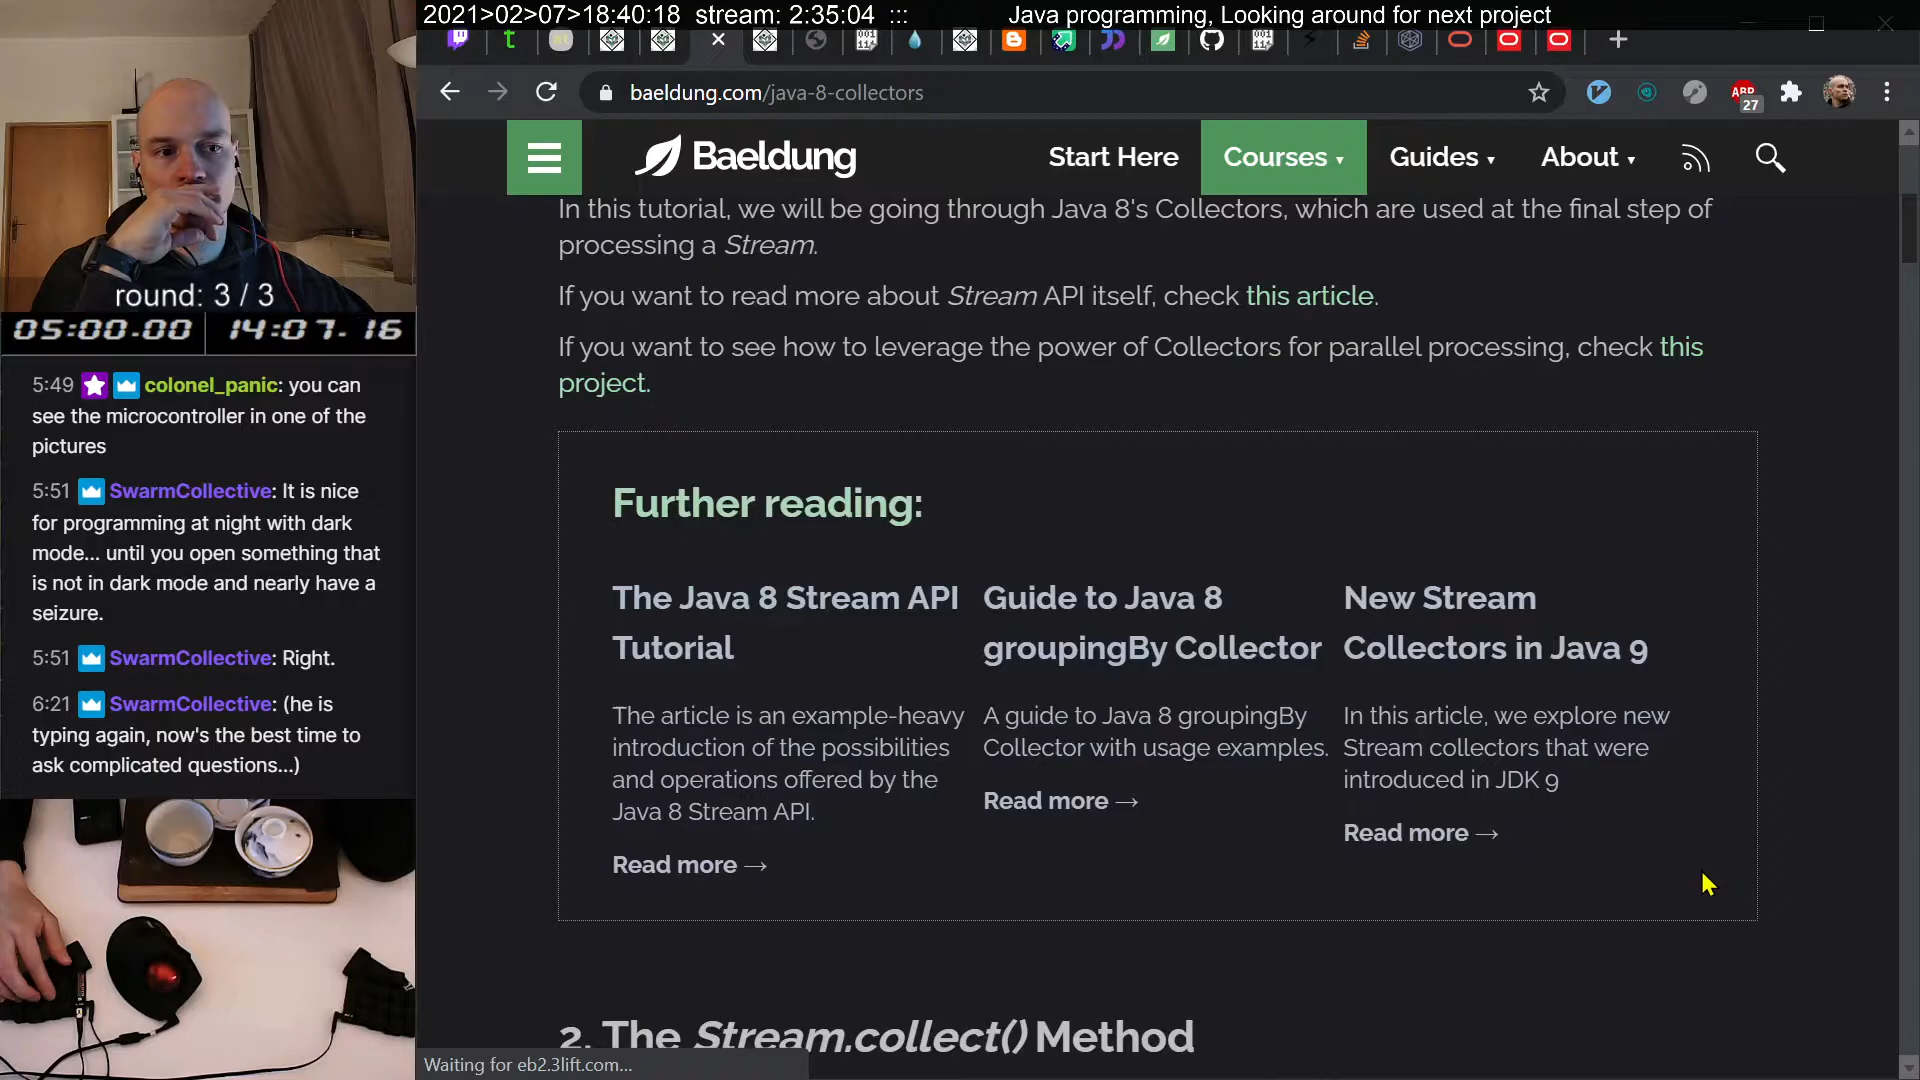 2021>02>07>18:40:18 stream: 2:35:04 ::: Java programming, Looking around for next project
baeldung.com/java-8-collectors
ABP
27
Baeldung
Start Here
Courses ▾
Guides ▾
About ▾
In this tutorial, we will be going through Java 8's Collectors, which are used at the final step of
processing a Stream.
If you want to read more about Stream API itself, check this article.
If you want to see how to leverage the power of Collectors for parallel processing, check this
project.
Further reading:
The Java 8 Stream API
Tutorial
The article is an example-heavy
introduction of the possibilities
and operations offered by the
Java 8 Stream API.
Read more →
Guide to Java 8
groupingBy Collector
A guide to Java 8 groupingBy
Collector with usage examples.
Read more →
New Stream
Collectors in Java 9
In this article, we explore new
Stream collectors that were
introduced in JDK 9
Read more →
2. The Stream.collect() Method
Waiting for eb2.3lift.com...
round: 3 / 3
05:00.00
14:07.16
5:49 colonel_panic: you can
see the microcontroller in one of the
pictures
5:51 SwarmCollective: It is nice
for programming at night with dark
mode... until you open something that
is not in dark mode and nearly have a
seizure.
5:51 SwarmCollective: Right.
6:21 SwarmCollective: (he is
typing again, now's the best time to
ask complicated questions...)